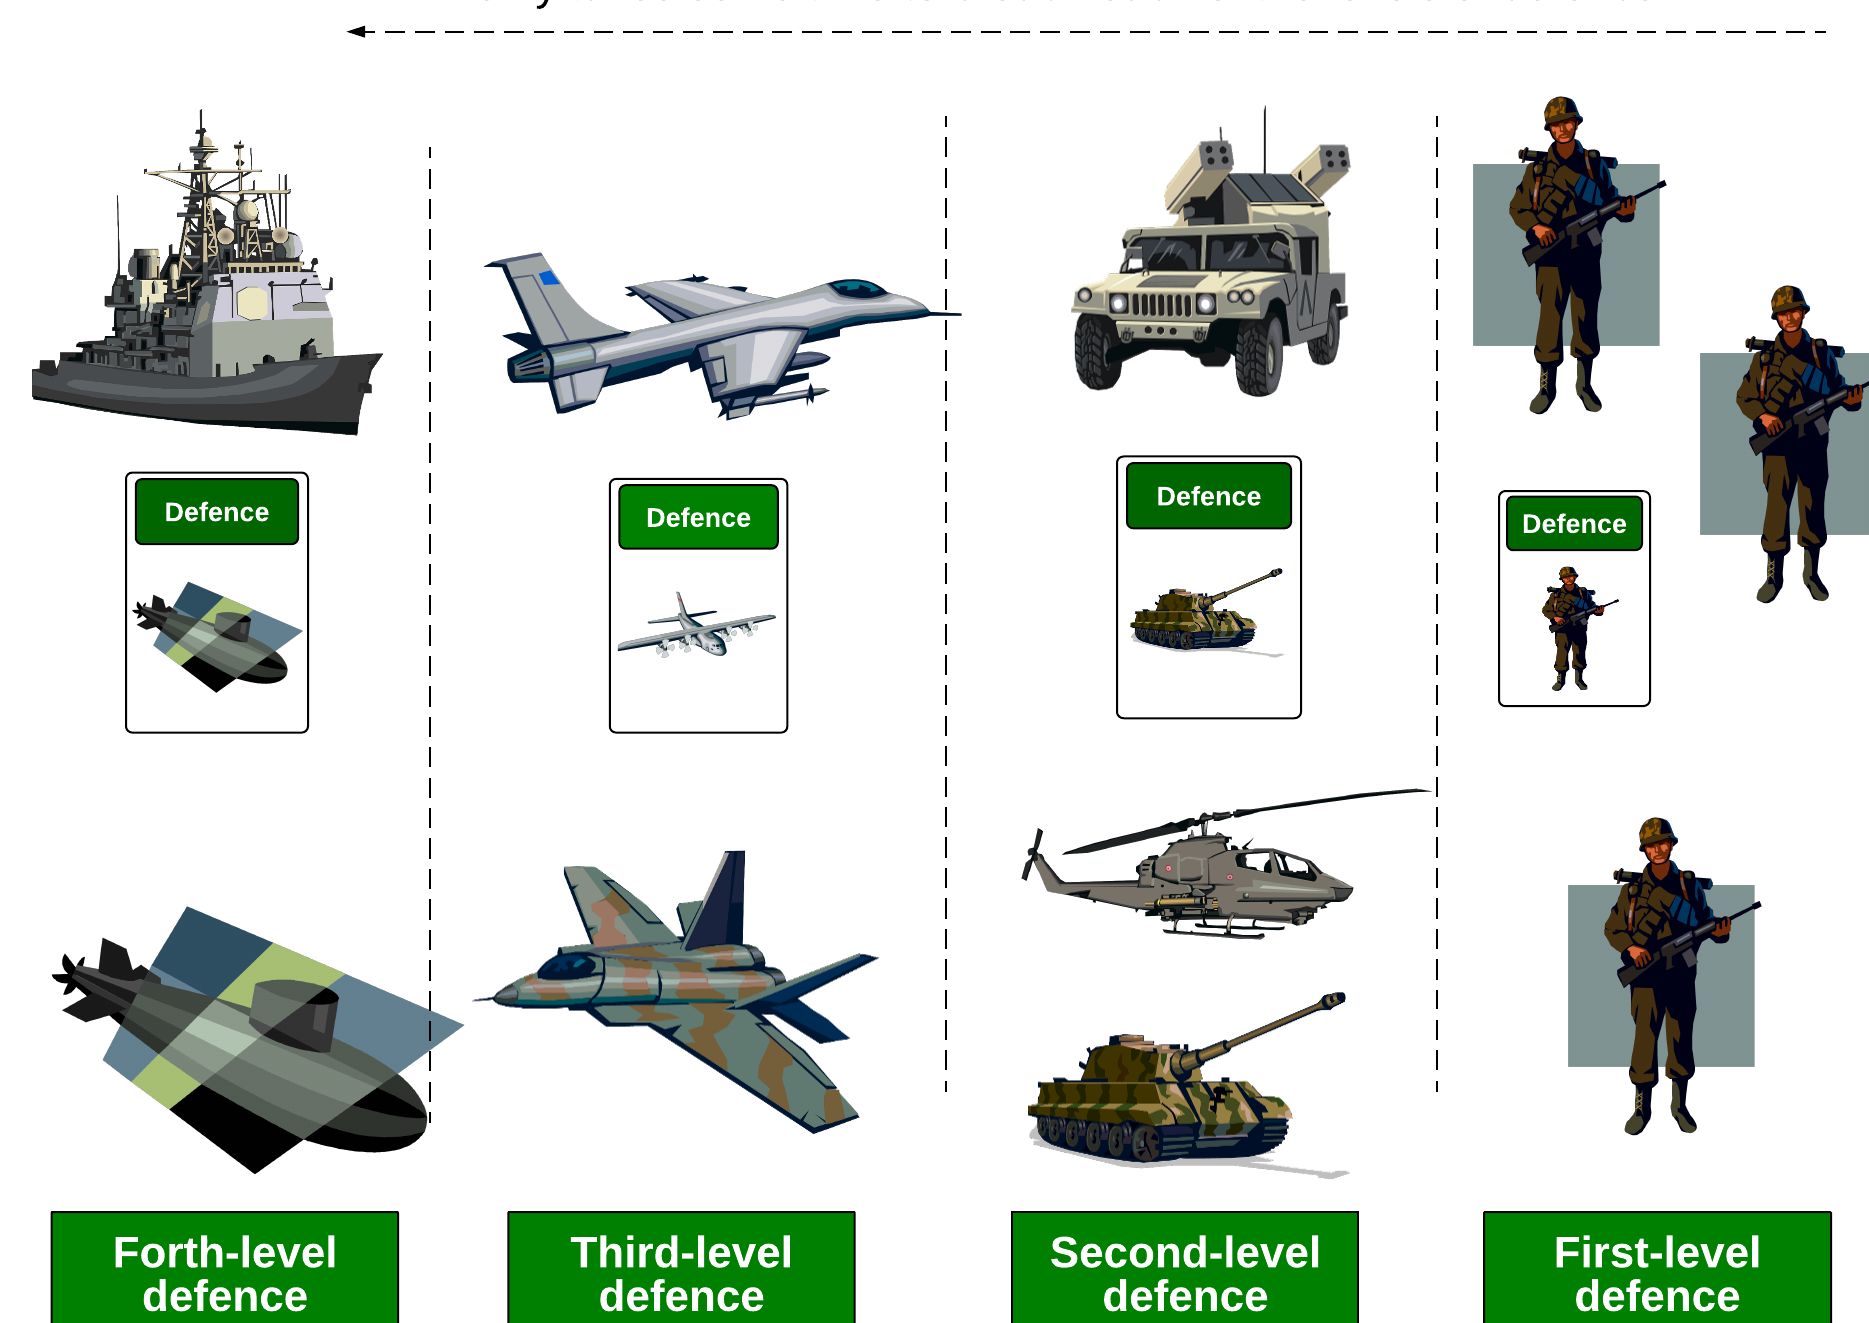 Defence
Defence
Defence
Defence
Forth-level
defence
Third-level
defence
Second-level
defence
First-level
defence